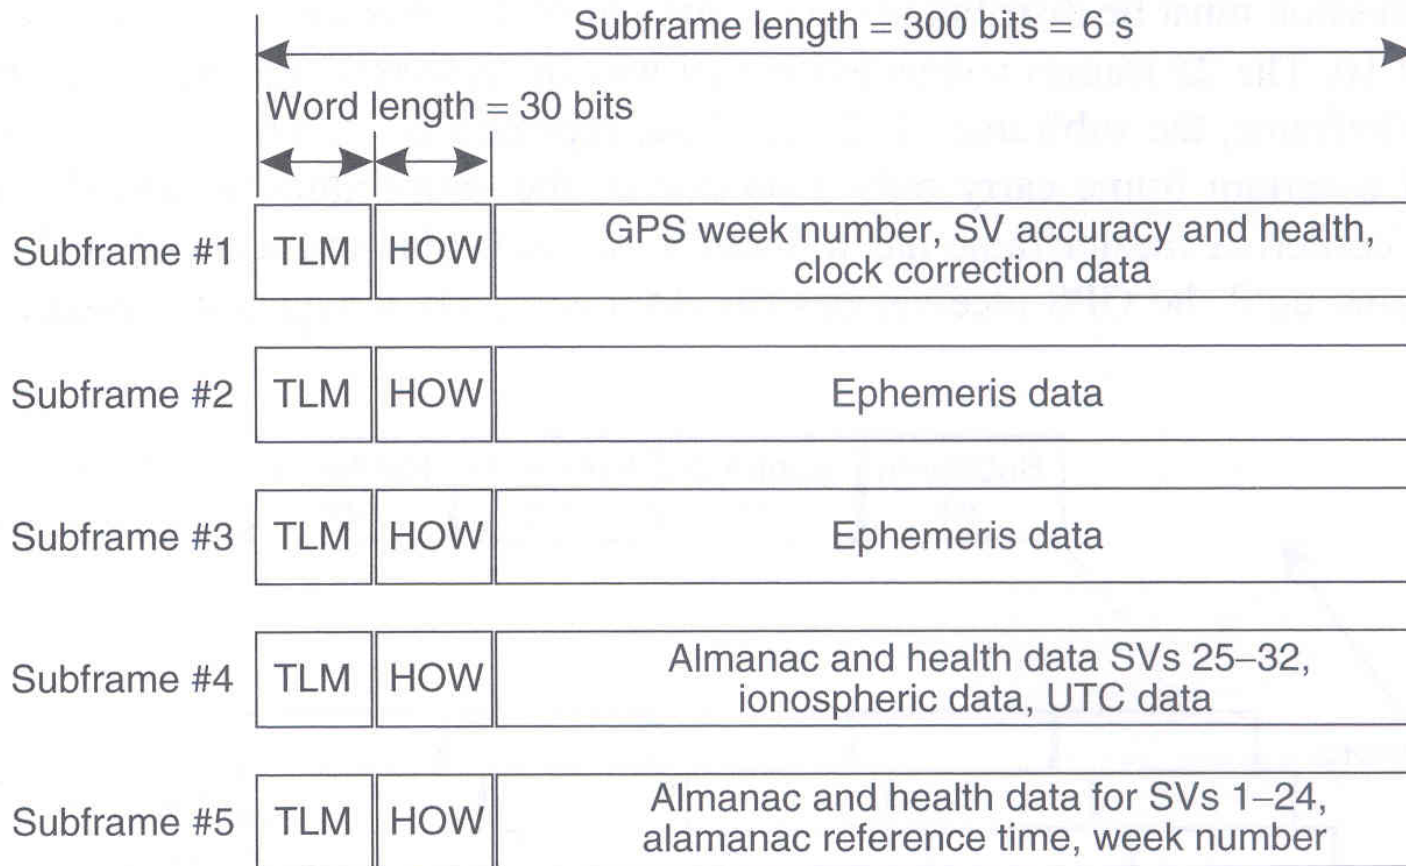 Subframe length = 300 bits = 6 s
Word length = 30 bits
Subframe #1 TLM HOW GPS week number, SV accuracy and health,
clock correction data
Subframe #2 TLM HOW Ephemeris data
Subframe #3 TLM HOW Ephemeris data
Subframe #4 TLM HOW Almanac and health data SVs 25–32,
ionospheric data, UTC data
Subframe #5 TLM HOW Almanac and health data for SVs 1–24,
alamanac reference time, week number